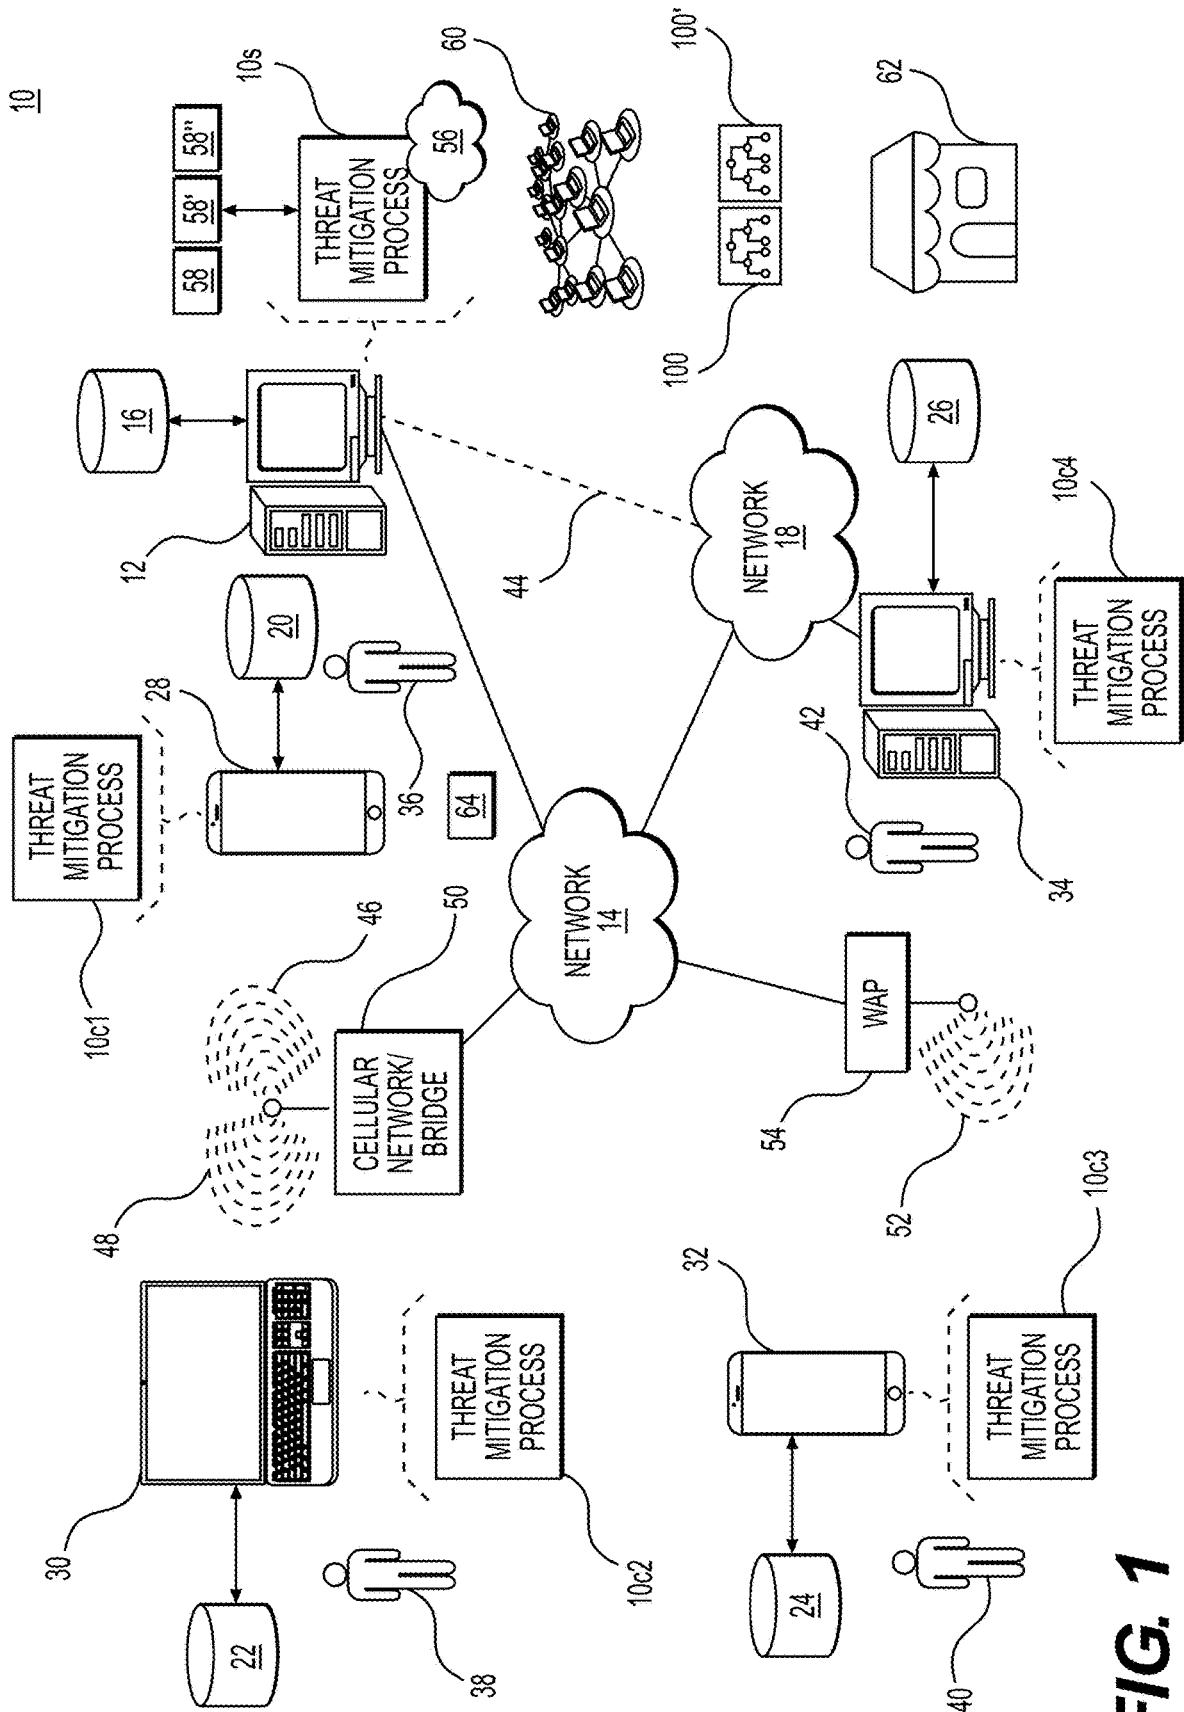 10
30
48
10c1
THREAT
MITIGATION
PROCESS
12
16
58
58'
58"
10s
22
46
28
20
THREAT
MITIGATION
PROCESS
56
38
CELLULAR
NETWORK/
BRIDGE
50
36
64
60
10c2
THREAT
MITIGATION
PROCESS
NETWORK
14
44
32
100
100'
24
54
WAP
NETWORK
18
42
26
62
40
52
34
THREAT
MITIGATION
PROCESS
10c3
THREAT
MITIGATION
PROCESS
10c4
FIG. 1